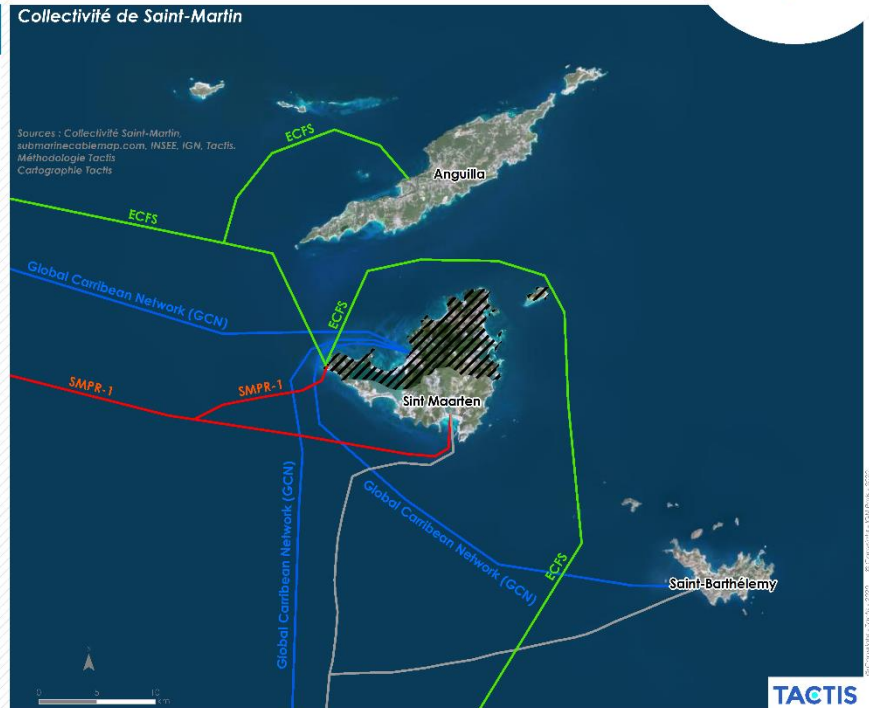 Collectivité de Saint-Martin
Sources : Collectivité Saint-Martin,
submarinecablemap.com, INSEE, IGN, Tactis.
Méthodologie Tactis
Cartographie Tactis
ECFS
Anguilla
ECFS
Global Carribean Network (GCN)
ECFS
SMPR-1
SMPR-1
Sint Maarten
Global Carribean Network (GCN)
Global Carribean Network (GCN)
ECFS
Saint-Barthélemy
0 5 10
km
TACTIS